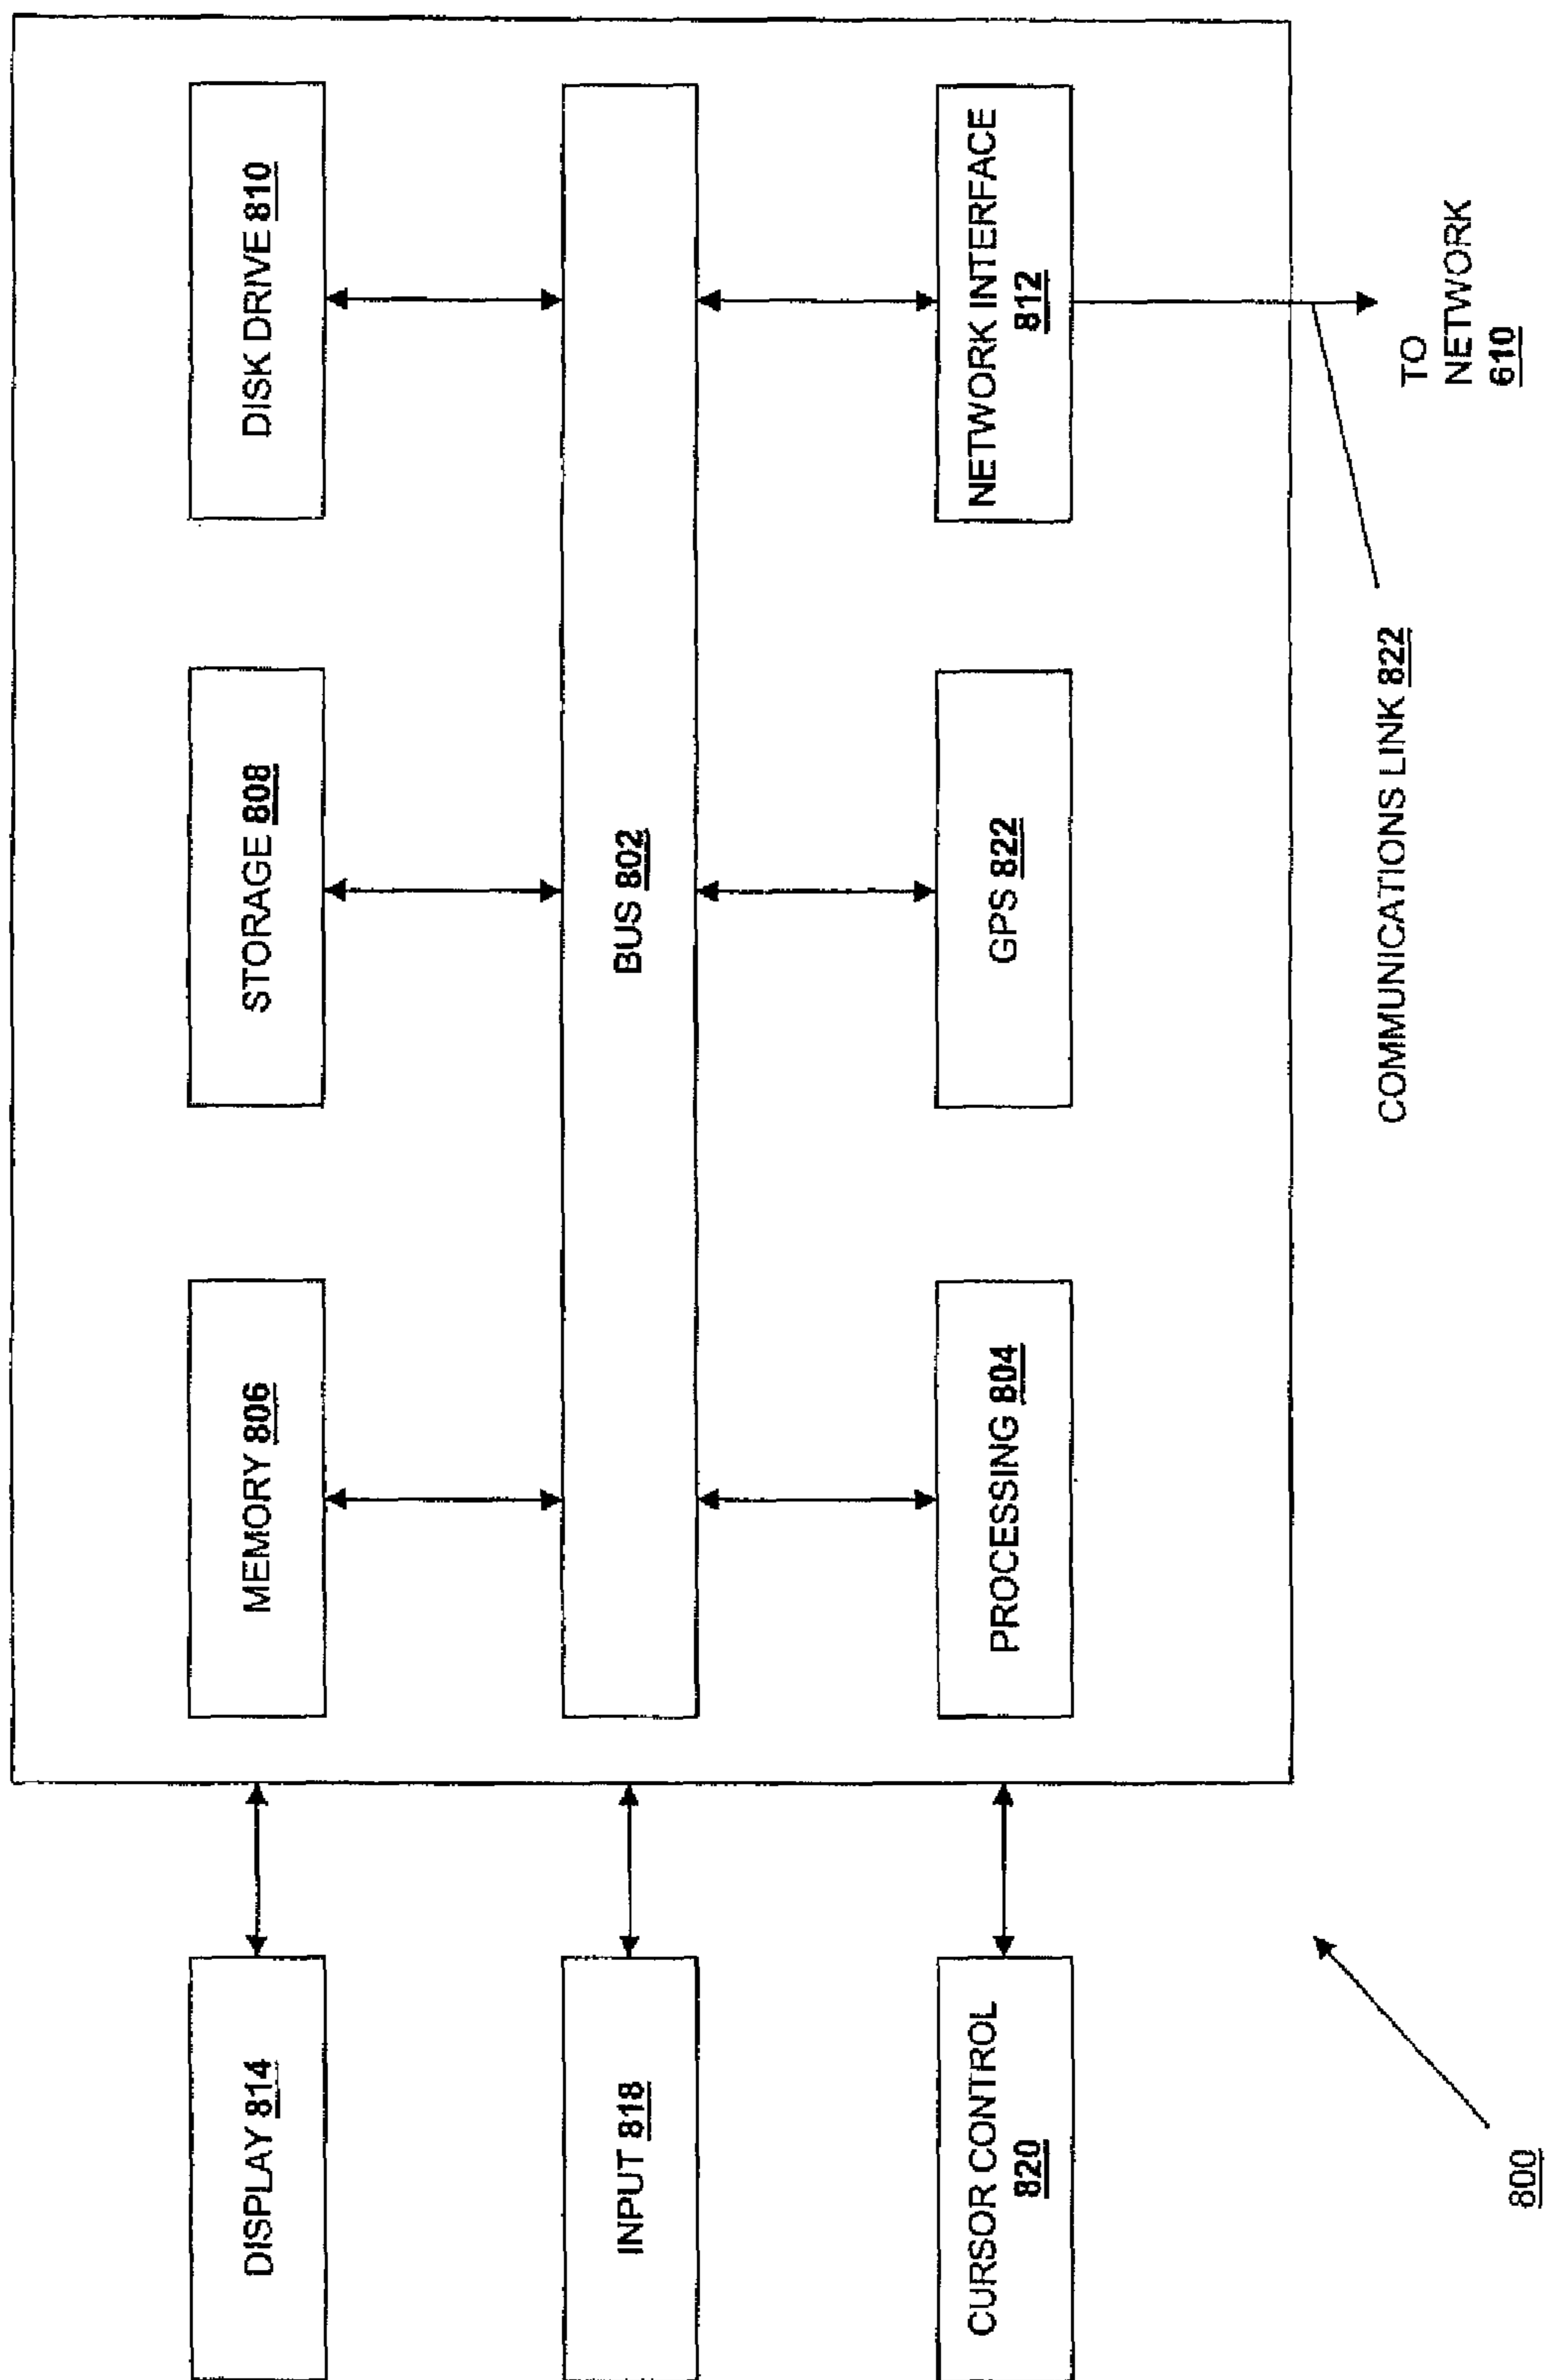 DISPLAY 814
MEMORY 806
STORAGE 808
DISK DRIVE 810
INPUT 818
BUS 802
CURSOR CONTROL
820
PROCESSING 804
GPS 822
NETWORK INTERFACE
812
COMMUNICATIONS LINK 822
TO
NETWORK
610
800